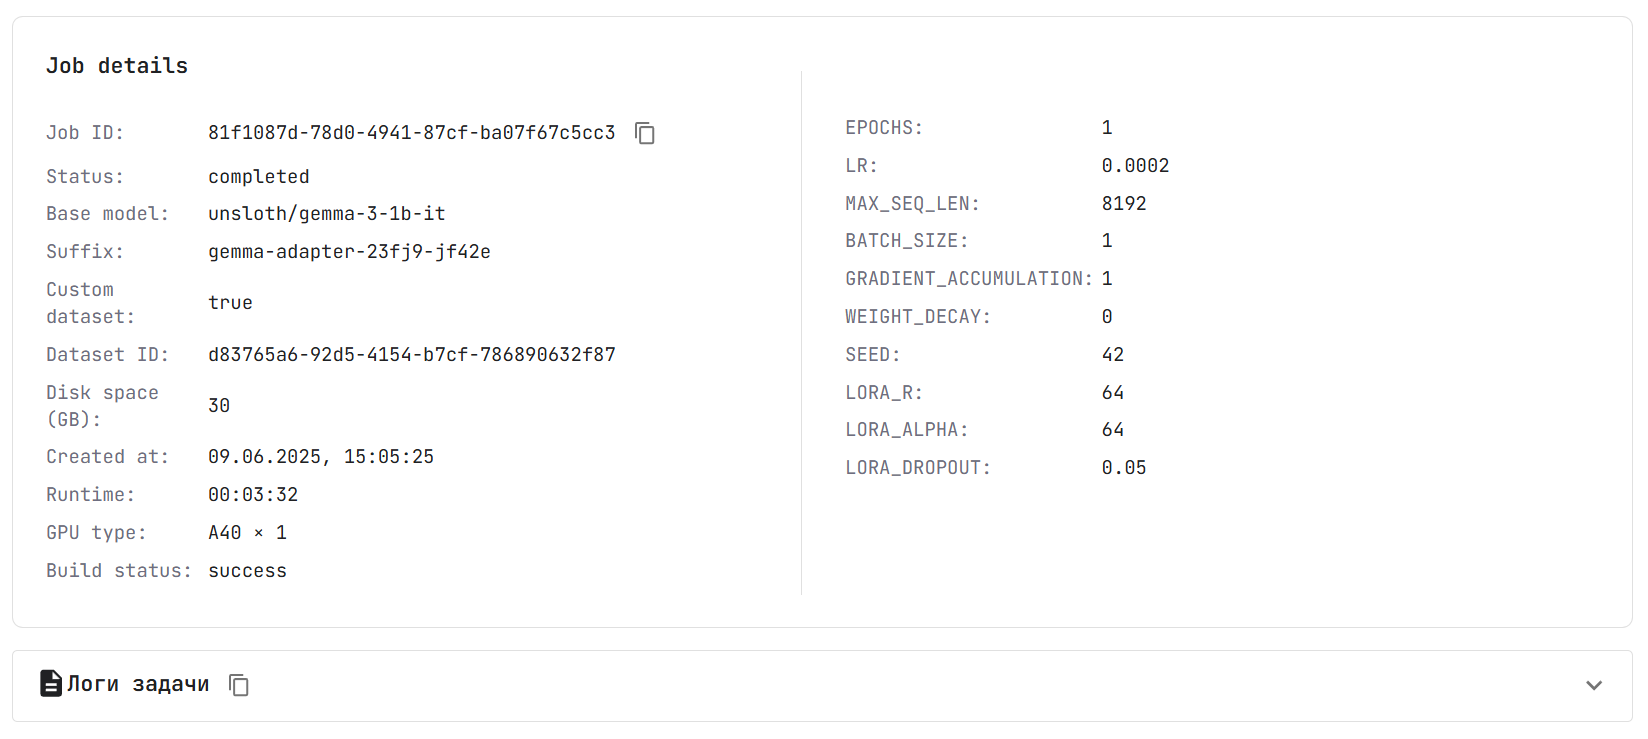 Job details
Job ID: 81f1087d-78d0-4941-87cf-ba07f67c5cc3
Status: completed
Base model: unsloth/gemma-3-1b-it
Suffix: gemma-adapter-23fj9-jf42e
Custom
dataset: true
Dataset ID: d83765a6-92d5-4154-b7cf-786890632f87
Disk space
(GB): 30
Created at: 09.06.2025, 15:05:25
Runtime: 00:03:32
GPU type: A40 × 1
Build status: success
EPOCHS: 1
LR: 0.0002
MAX_SEQ_LEN: 8192
BATCH_SIZE: 1
GRADIENT_ACCUMULATION: 1
WEIGHT_DECAY: 0
SEED: 42
LORA_R: 64
LORA_ALPHA: 64
LORA_DROPOUT: 0.05
Логи задачи